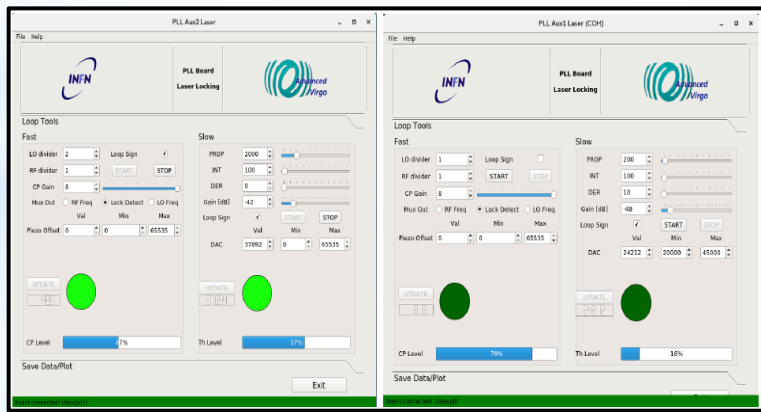 PLL Aux2 Laser
File Help
INFN
PLL Board
Laser Locking
Advanced
Virgo
Loop Tools
Fast
Slow
LO divider 2 Loop Sign
PROP 2000
RF divider 1 START STOP
INT 100
CP Gain 8
DER 0
Mux Out RF Freq Lock Detect LO Freq
Gain [dB] -42
Val Min Max
Loop Sign START STOP
Piezo Offset 0 0 65535
Val Min Max
DAC 37892 0 65535
UPDATE
UPDATE
CP Level 47%
Th Level 57%
Save Data/Plot
Exit
PLL Aux1 Laser (COH)
File Help
INFN
PLL Board
Laser Locking
Advanced
Virgo
Loop Tools
Fast
Slow
LO divider 1 Loop Sign
PROP 200
RF divider 1 START STOP
INT 100
CP Gain 8
DER 10
Mux Out RF Freq Lock Detect LO Freq
Gain [dB] -48
Val Min Max
Loop Sign START STOP
Piezo Offset 0 0 65535
Val Min Max
DAC 24212 20000 45000
UPDATE
UPDATE
CP Level 79%
Th Level 16%
Save Data/Plot